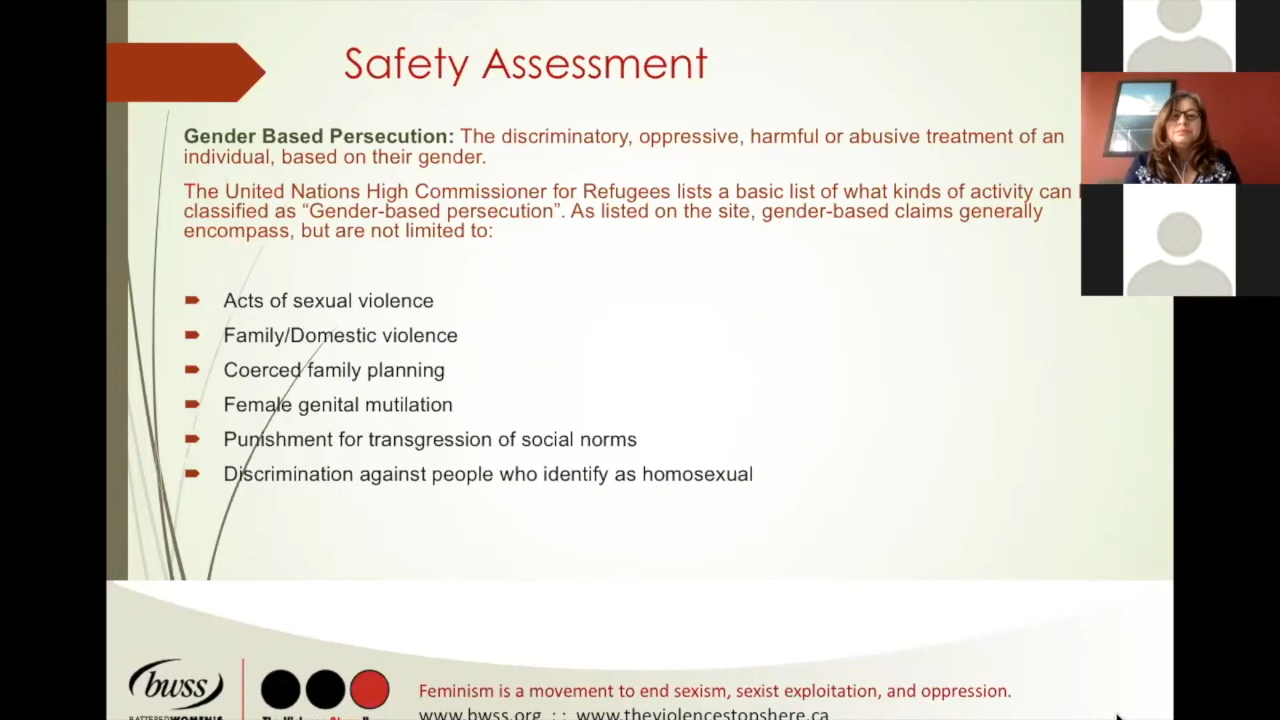 Safety Assessment
Gender Based Persecution: The discriminatory, oppressive, harmful or abusive treatment of an
individual, based on their gender.
The United Nations High Commissioner for Refugees lists a basic list of what kinds of activity can
classified as “Gender-based persecution”. As listed on the site, gender-based claims generally
encompass, but are not limited to:
Acts of sexual violence
Family/Domestic violence
Coerced family planning
Female genital mutilation
Punishment for transgression of social norms
Discrimination against people who identify as homosexual
bwss
BATTERED WOMEN'S
Feminism is a movement to end sexism, sexist exploitation, and oppression.
www.bwss.org :: www.theviolencestopshere.ca